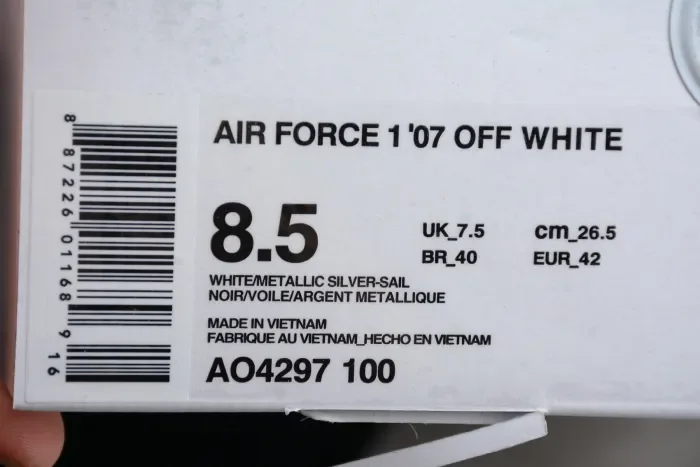 AIR FORCE 1 '07 OFF WHITE
8.5
UK_7.5
cm_26.5
BR_40
EUR_42
WHITE/METALLIC SILVER-SAIL
NOIR/VOILE/ARGENT METALLIQUE
MADE IN VIETNAM
FABRIQUE AU VIETNAM_HECHO EN VIETNAM
AO4297 100
8 87226 01168 9 16